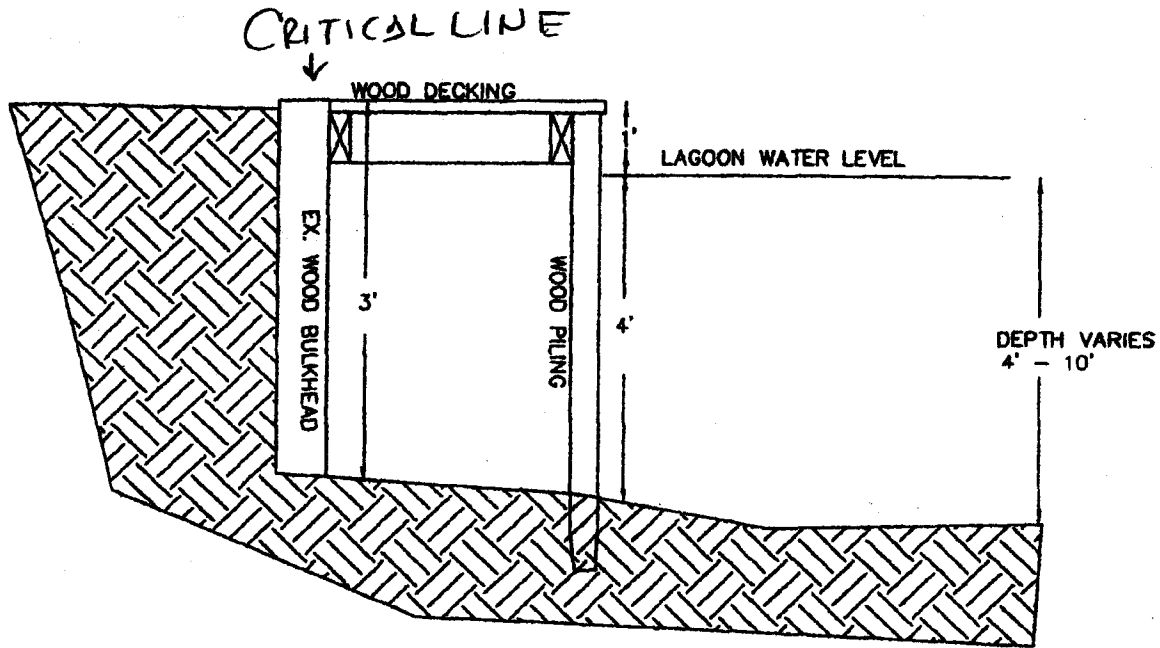 CRITICAL LINE
WOOD DECKING
1'
LAGOON WATER LEVEL
EX. WOOD BULKHEAD
3'
WOOD PILING
4'
DEPTH VARIES
4' - 10'